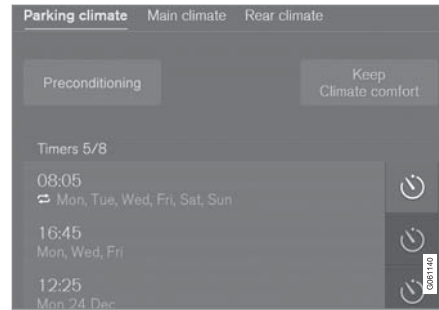 Parking climate Main climate Rear climate
Preconditioning
Keep
Climate comfort
Timers 5/8
08:05
Mon, Tue, Wed, Fri, Sat, Sun
16:45
Mon, Wed, Fri
12:25
Mon 24 Dec
G061140